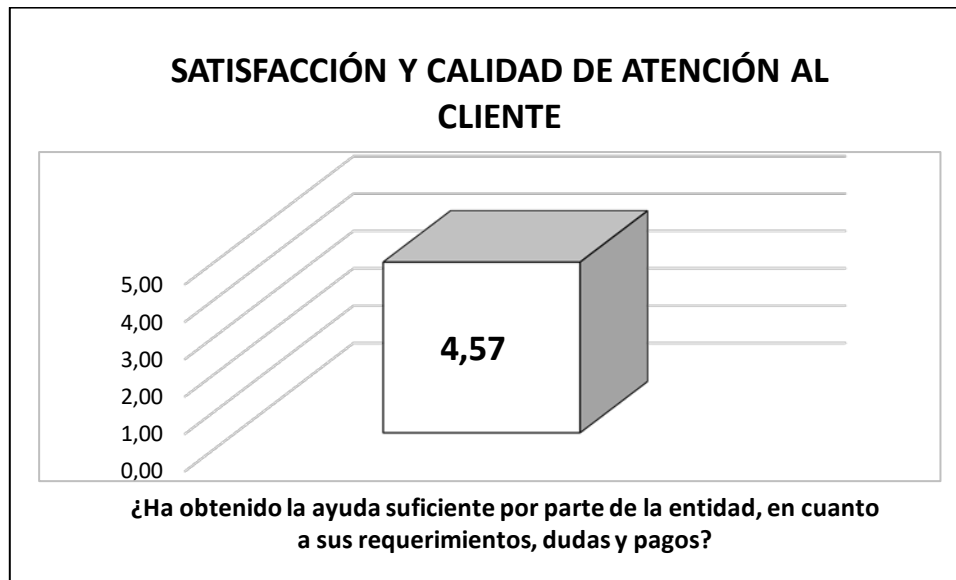 SATISFACCIÓN Y CALIDAD DE ATENCIÓN AL
CLIENTE
5,00
4,00
3,00
2,00
1,00
0,00
4,57
¿Ha obtenido la ayuda suficiente por parte de la entidad, en cuanto
a sus requerimientos, dudas y pagos?